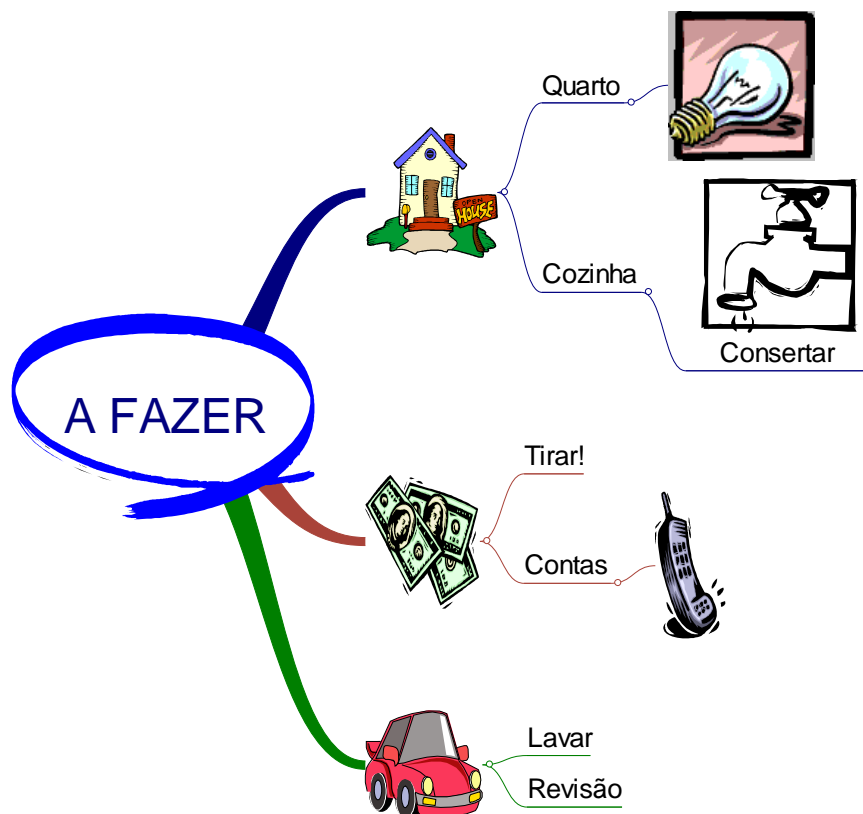 Quarto
OPEN
HOUSE
Cozinha
Consertar
A FAZER
Tirar!
Contas
Lavar
Revisão